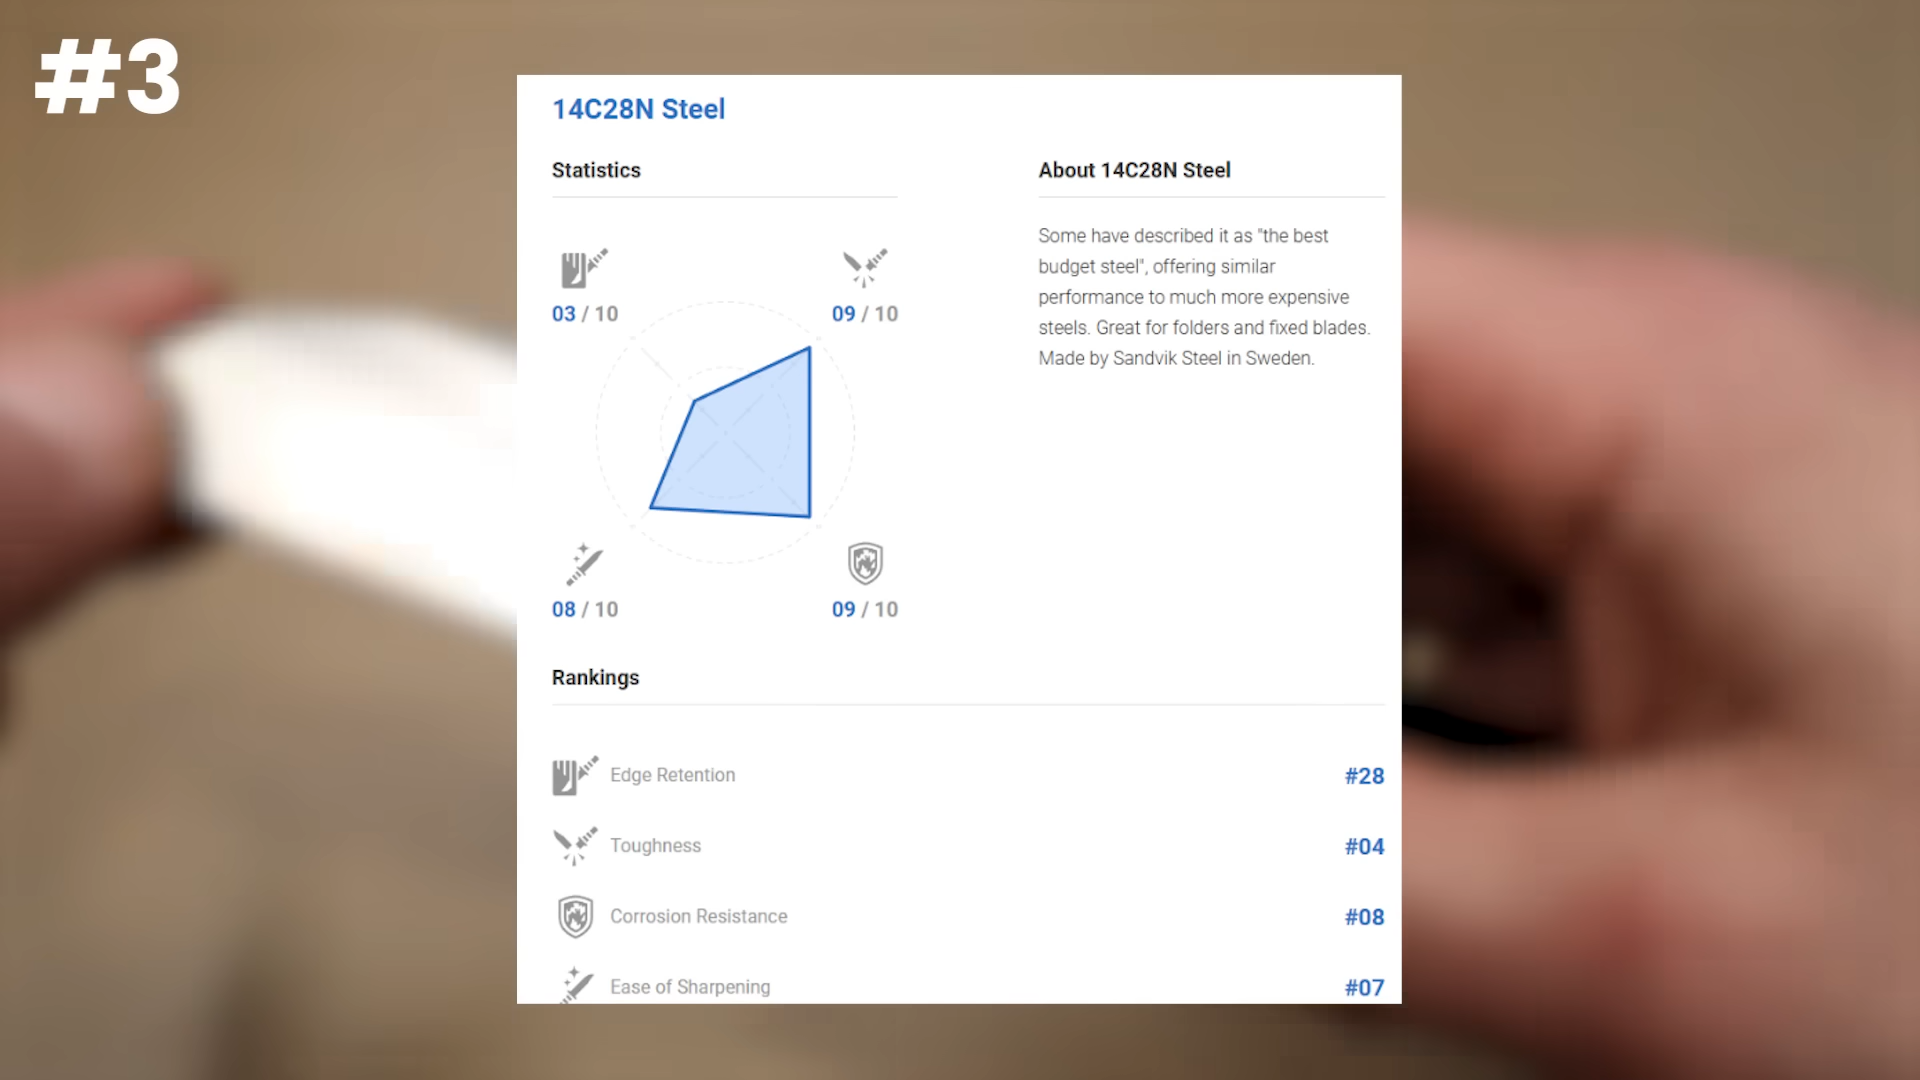 #3
14C28N Steel
Statistics
03 / 10
09 / 10
08 / 10
09 / 10
About 14C28N Steel
Some have described it as "the best
budget steel", offering similar
performance to much more expensive
steels. Great for folders and fixed blades.
Made by Sandvik Steel in Sweden.
Rankings
Edge Retention #28
Toughness #04
Corrosion Resistance #08
Ease of Sharpening #07